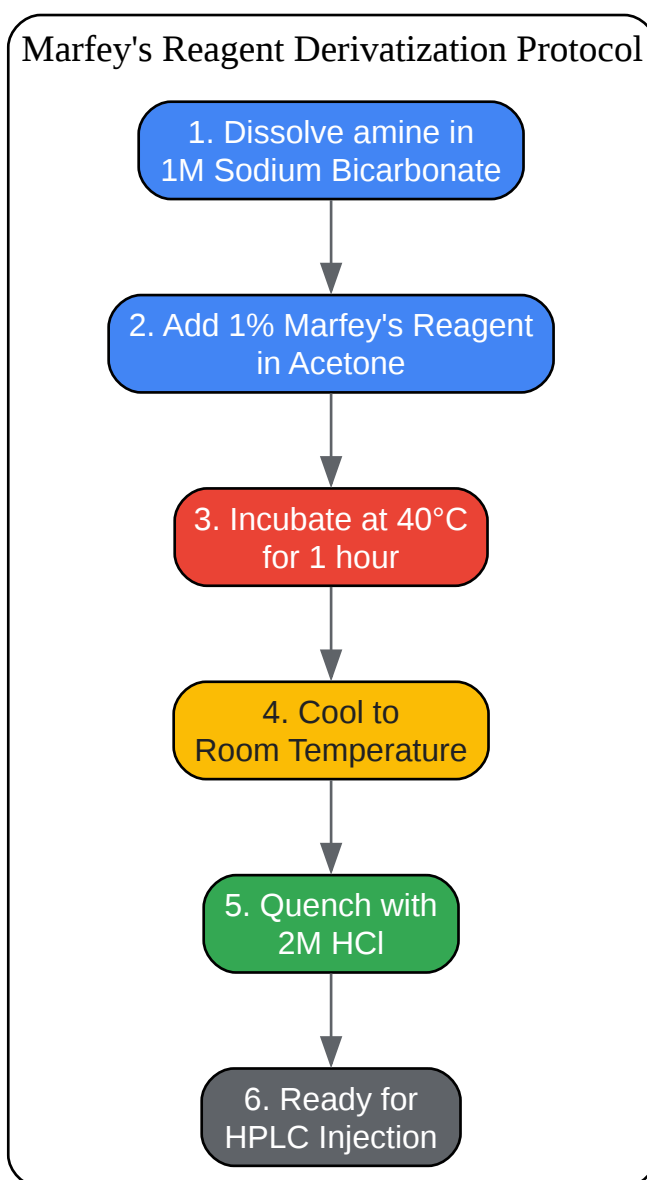 Marfey's Reagent Derivatization Protocol
1. Dissolve amine in
1M Sodium Bicarbonate
2. Add 1% Marfey's Reagent
in Acetone
3. Incubate at 40°C
for 1 hour
4. Cool to
Room Temperature
5. Quench with
2M HCl
6. Ready for
HPLC Injection